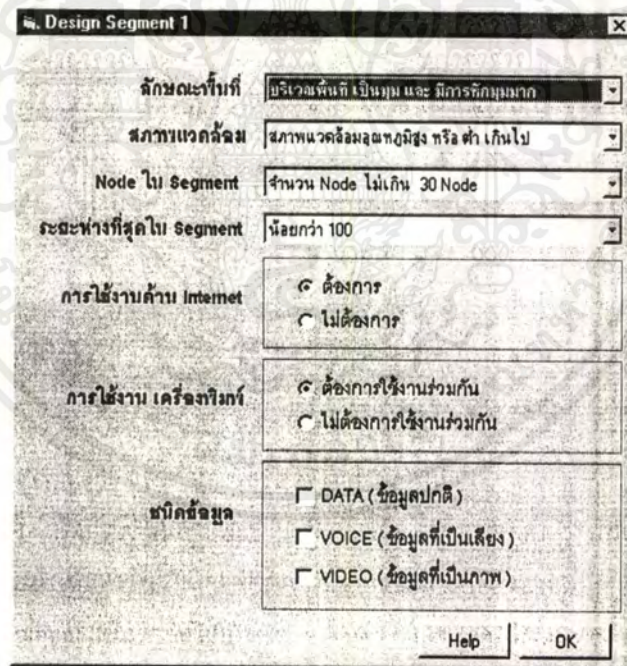 Design Segment 1
ลักษณะพื้นที่ บริเวณพื้นที่ เป็นมุม และ มีการหักมุมมาก
สภาพแวดล้อม สภาพแวดล้อมอุณหภูมิสูง หรือ ต่ำ เกินไป
Node ใน Segment จำนวน Node ไม่เกิน 30 Node
ระยะห่างที่สุดใน Segment น้อยกว่า 100
การใช้งานด้าน Internet
ต้องการ
ไม่ต้องการ
การใช้งาน เครื่องพิมพ์
ต้องการใช้งานร่วมกัน
ไม่ต้องการใช้งานร่วมกัน
ชนิดข้อมูล
DATA ( ข้อมูลปกติ )
VOICE ( ข้อมูลที่เป็นเสียง )
VIDEO ( ข้อมูลที่เป็นภาพ )
Help OK